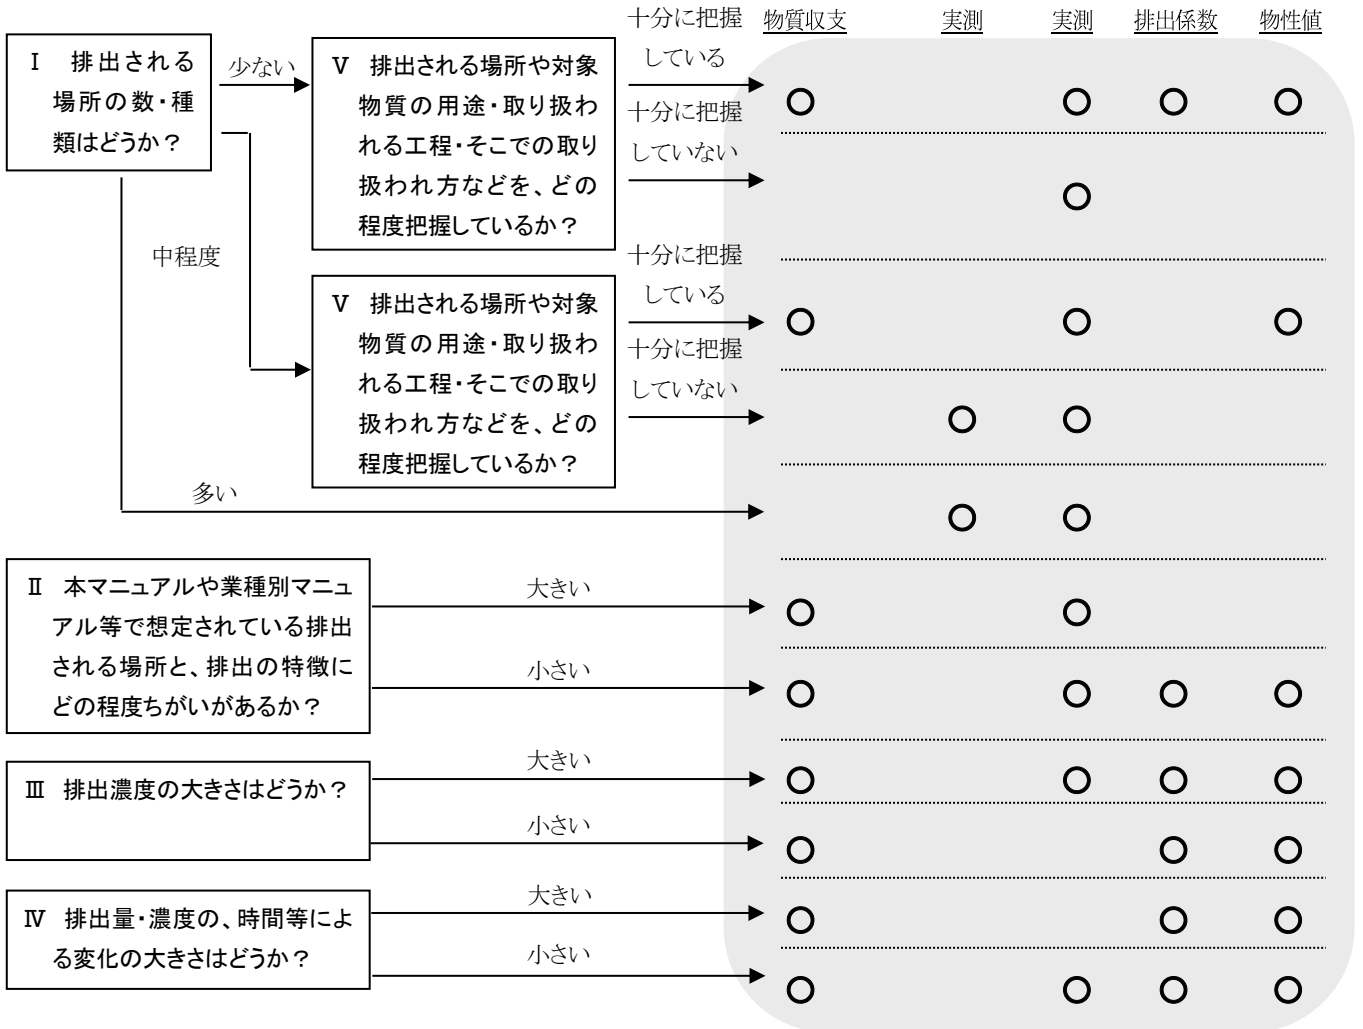 物質収支 実測 実測 排出係数 物性値
Ⅰ 排出される
場所の数・種
類はどうか？
少ない
中程度
多い
Ⅴ 排出される場所や対象
物質の用途・取り扱わ
れる工程・そこでの取り
扱われ方などを、どの
程度把握しているか？
十分に把握
している
十分に把握
していない
○ ○ ○ ○
○
Ⅴ 排出される場所や対象
物質の用途・取り扱わ
れる工程・そこでの取り
扱われ方などを、どの
程度把握しているか？
十分に把握
している
十分に把握
していない
○ ○ ○
○ ○
○ ○
Ⅱ 本マニュアルや業種別マニュ
アル等で想定されている排出
される場所と、排出の特徴に
どの程度ちがいがあるか？
大きい
○ ○
小さい
○ ○ ○ ○
Ⅲ 排出濃度の大きさはどうか？
大きい
○ ○ ○ ○
小さい
○ ○ ○
Ⅳ 排出量・濃度の、時間等によ
る変化の大きさはどうか？
大きい
○ ○ ○
小さい
○ ○ ○ ○